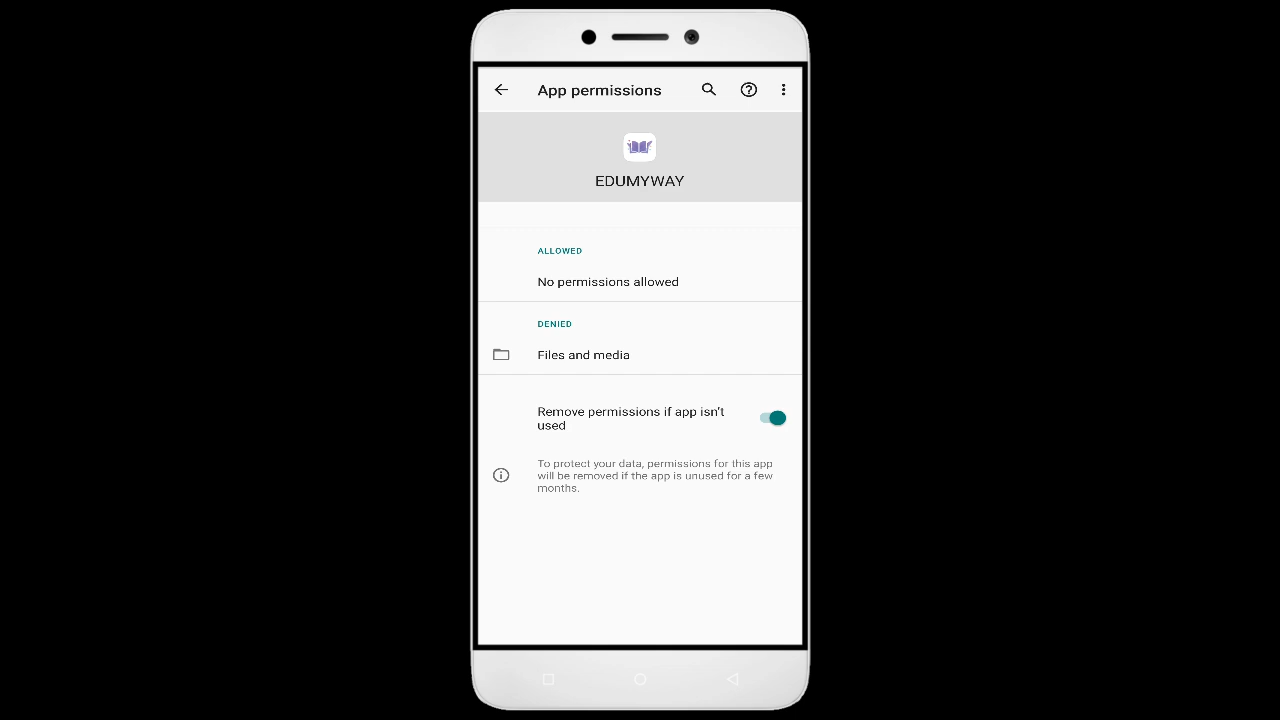 App permissions
EDUMYWAY
ALLOWED
No permissions allowed
DENIED
Files and media
Remove permissions if app isn't
used
To protect your data, permissions for this app
will be removed if the app is unused for a few
months.